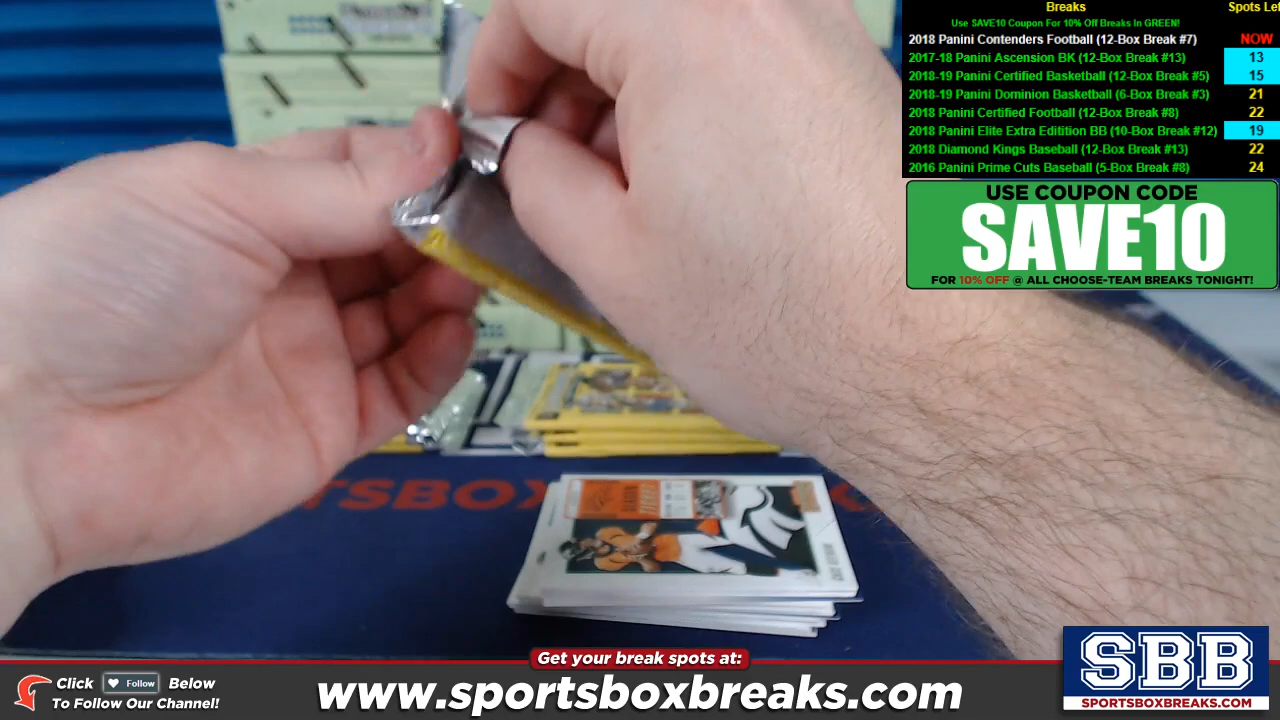 Breaks Spots Lef
Use SAVE10 Coupon For 10% Off Breaks In GREEN!
2018 Panini Contenders Football (12-Box Break #7) NOW
2017-18 Panini Ascension BK (12-Box Break #13) 13
2018-19 Panini Certified Basketball (12-Box Break #5) 15
2018-19 Panini Dominion Basketball (6-Box Break #3) 21
2018 Panini Certified Football (12-Box Break #8) 22
2018 Panini Elite Extra Edition BB (10-Box Break #12) 19
2018 Diamond Kings Baseball (12-Box Break #13) 22
2016 Panini Prime Cuts Baseball (5-Box Break #8) 24
USE COUPON CODE
SAVE10
FOR 10% OFF @ ALL CHOOSE-TEAM BREAKS TONIGHT!
TSBOX
Get your break spots at:
Click Follow Below
To Follow Our Channel!
www.sportsboxbreaks.com
SBB
SPORTSBOXBREAKS.COM